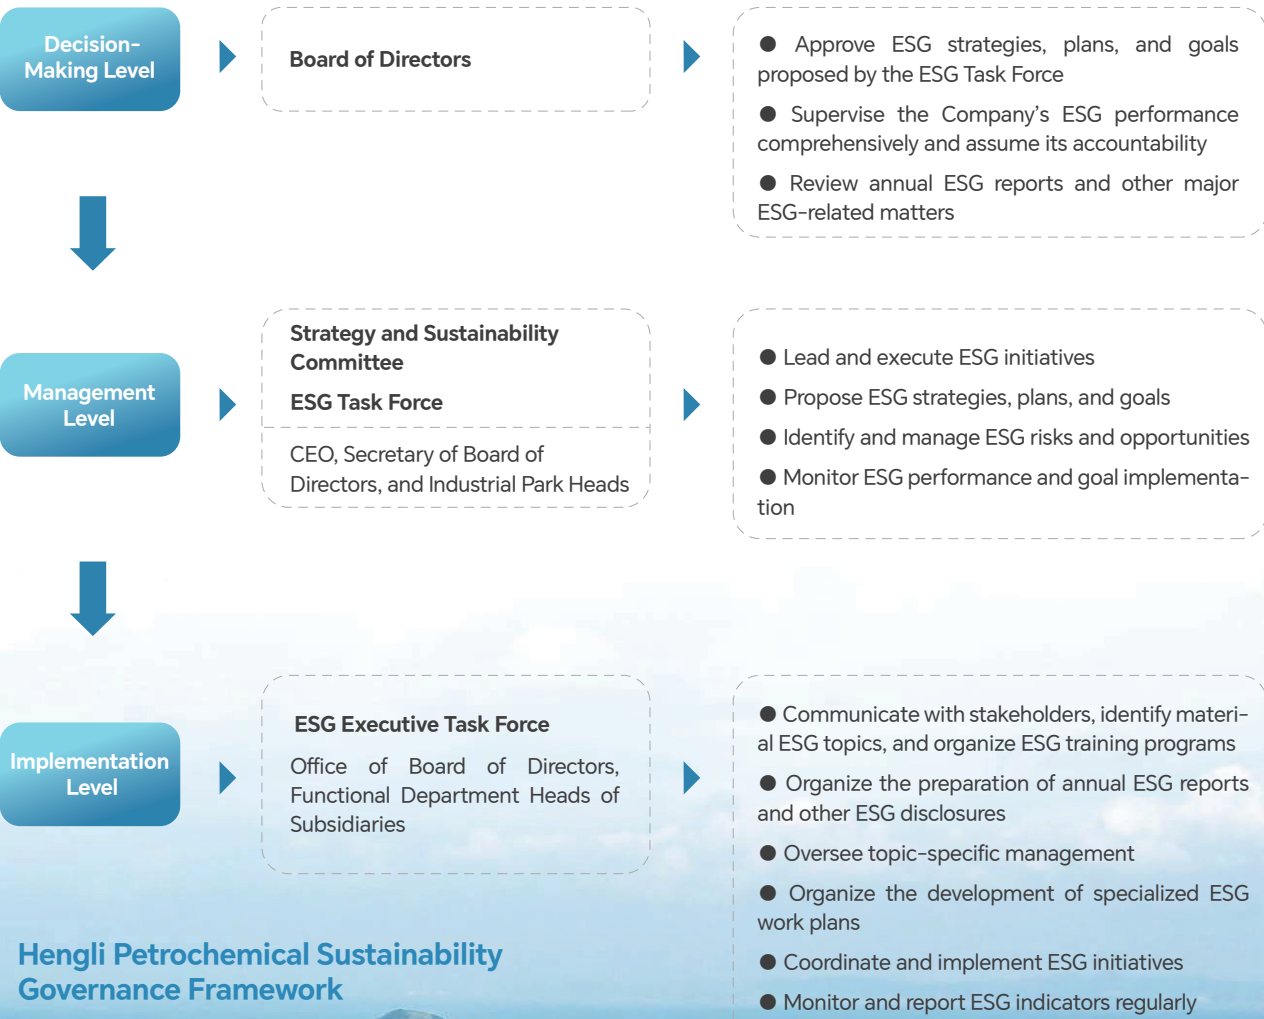 Decision-
Making Level
Board of Directors
● Approve ESG strategies, plans, and goals
proposed by the ESG Task Force
● Supervise the Company’s ESG performance
comprehensively and assume its accountability
● Review annual ESG reports and other major
ESG-related matters
Management
Level
Strategy and Sustainability
Committee
ESG Task Force
CEO, Secretary of Board of
Directors, and Industrial Park Heads
● Lead and execute ESG initiatives
● Propose ESG strategies, plans, and goals
● Identify and manage ESG risks and opportunities
● Monitor ESG performance and goal implementa-
tion
Implementation
Level
ESG Executive Task Force
Office of Board of Directors,
Functional Department Heads of
Subsidiaries
● Communicate with stakeholders, identify materi-
al ESG topics, and organize ESG training programs
● Organize the preparation of annual ESG reports
and other ESG disclosures
● Oversee topic-specific management
● Organize the development of specialized ESG
work plans
● Coordinate and implement ESG initiatives
● Monitor and report ESG indicators regularly
Hengli Petrochemical Sustainability
Governance Framework